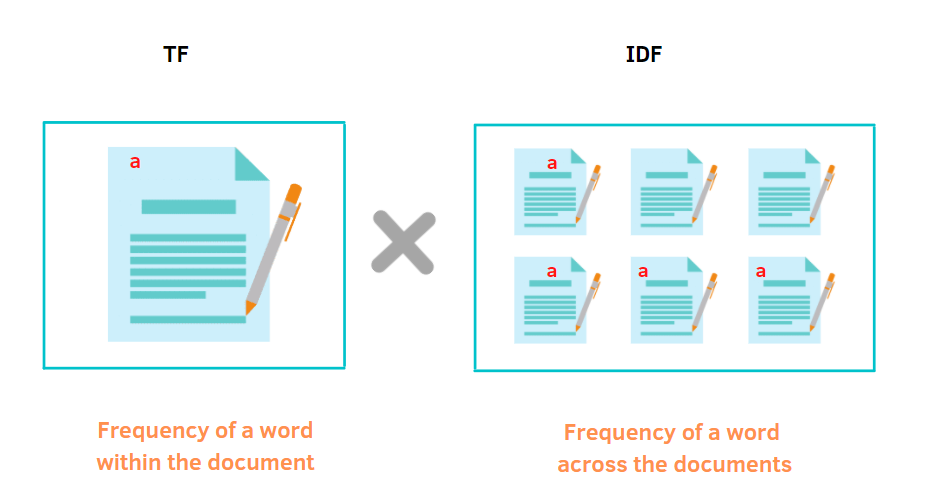 TF
IDF
a
a
a
a
a
Frequency of a word
within the document
Frequency of a word
across the documents